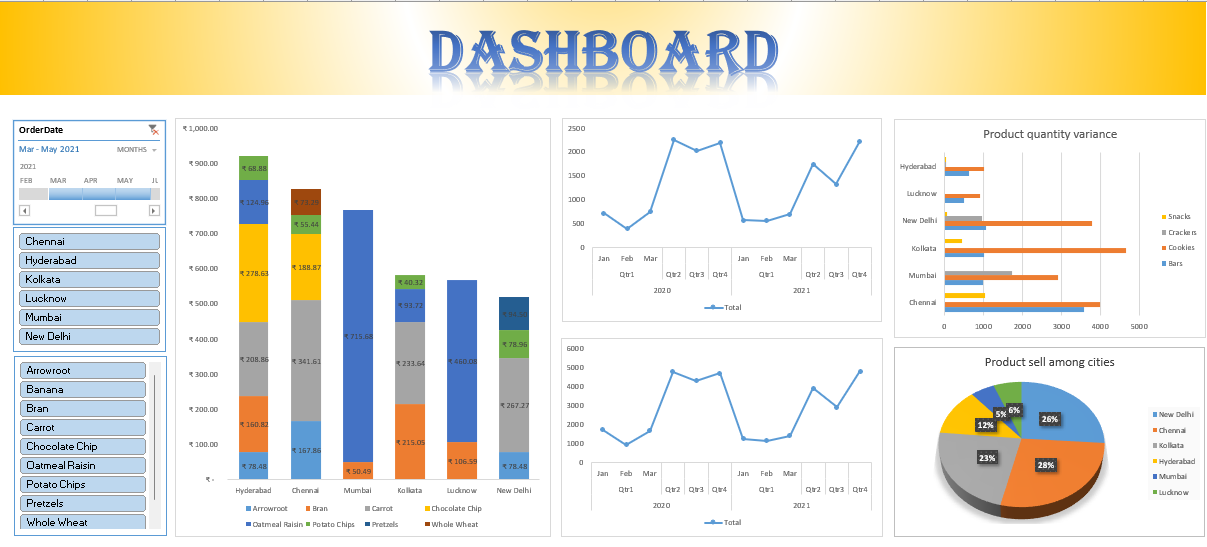 DASHBOARD
OrderDate
Mar - May 2021
MONTHS
2021
FEB MAR APR MAY JL
Chennai
Hyderabad
Kolkata
Lucknow
Mumbai
New Delhi
Arrowroot
Banana
Bran
Carrot
Chocolate Chip
Oatmeal Raisin
Potato Chips
Pretzels
Whole Wheat
₹ 1,000.00
₹ 900.00
₹ 800.00
₹ 700.00
₹ 600.00
₹ 500.00
₹ 400.00
₹ 300.00
₹ 200.00
₹ 100.00
₹ -
₹ 68.88
₹ 124.96
₹ 278.63
₹ 208.86
₹ 160.82
₹ 78.48
₹ 55.44
₹ 188.87
₹ 341.61
₹ 167.86
₹ 715.68
₹ 50.49
₹ 40.32
₹ 93.72
₹ 233.64
₹ 215.05
₹ 460.08
₹ 106.59
₹ 78.96
₹ 267.27
₹ 78.48
Hyderabad Chennai Mumbai Kolkata Lucknow New Delhi
Arrowroot Bran Carrot Chocolate Chip
Oatmeal Raisin Potato Chips Pretzels Whole Wheat
2500
2000
1500
1000
500
0
Jan Feb Mar Jan Feb Mar
Qtr1 Qtr2 Qtr3 Qtr4 Qtr1 Qtr2 Qtr3 Qtr4
2020 2021
Total
6000
5000
4000
3000
2000
1000
0
Jan Feb Mar Jan Feb Mar
Qtr1 Qtr2 Qtr3 Qtr4 Qtr1 Qtr2 Qtr3 Qtr4
2020 2021
Total
Product quantity variance
Hyderabad
Lucknow
New Delhi
Kolkata
Mumbai
Chennai
0 1000 2000 3000 4000 5000
Snacks
Crackers
Cookies
Bars
Product sell among cities
26%
28%
23%
12%
5%
6%
New Delhi
Chennai
Kolkata
Hyderabad
Mumbai
Lucknow